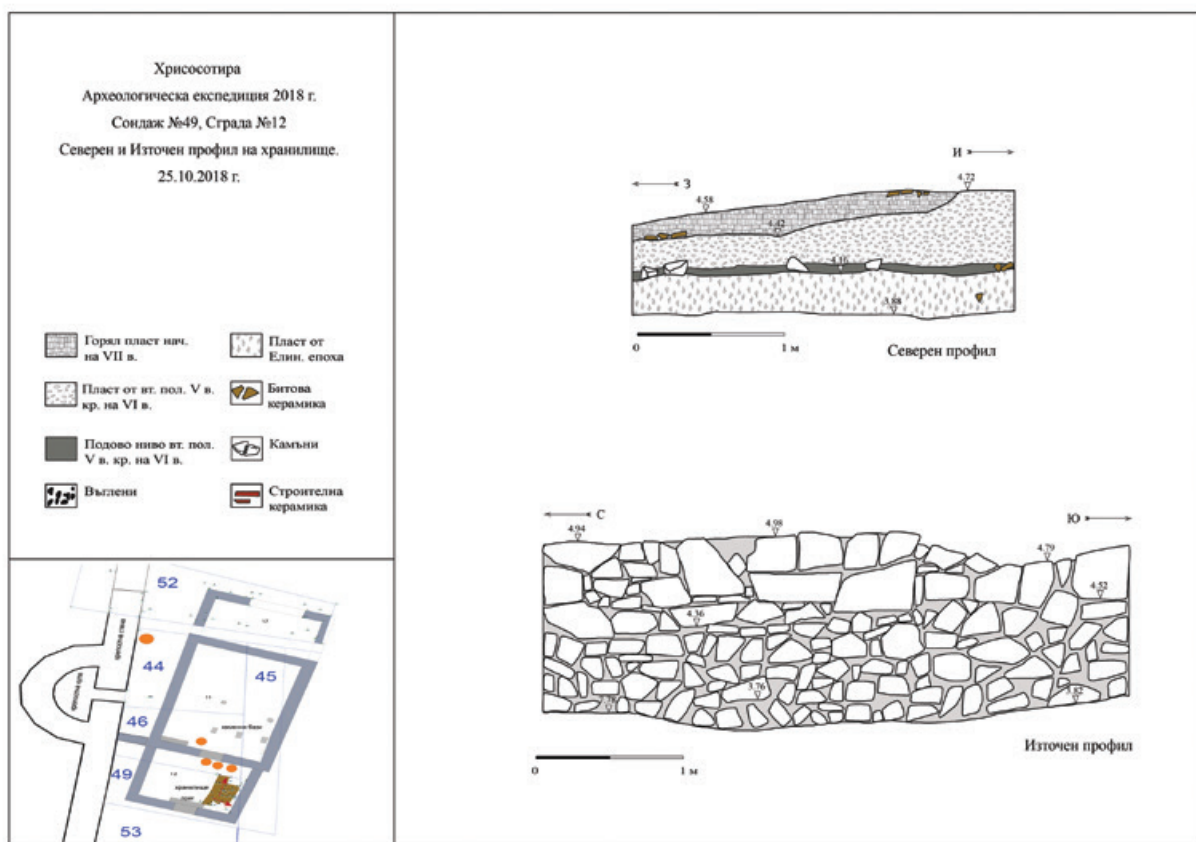 Хрисосотира
Археологическа експедиция 2018 г.
Сондаж №49, Сграда №12
Северен и Източен профил на хранилище.
25.10.2018 г.
Горял пласт нач.
на VII в.
Пласт от
Елин. епоха
Пласт от вт. пол. V в.
кр. на VI в.
Битова
керамика
Подово ниво вт. пол.
V в. кр. на VI в.
Камъни
Въглени
Строителна
керамика
52
44
45
46
49
53
хранилище
И
З
4.72
4.58
4.42
4.16
3.88
0
1 м
Северен профил
С
Ю
4.94
4.98
4.79
4.52
4.36
3.76
3.82
0
1 м
Източен профил